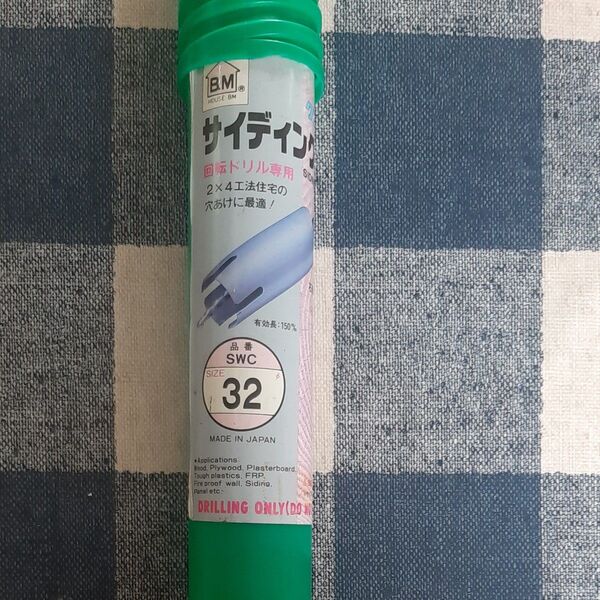 B.M®
HOUSE B.M
サイディング
回転ドリル専用
2×4工法住宅の
穴あけに最適!
有効長:150%
品番
SWC
SIZE
32
MADE IN JAPAN
•Applications
Wood, Plywood, Plasterboard,
Tough plastics, FRP,
Fire proof wall, Siding,
Panel etc.
DRILLING ONLY(DO